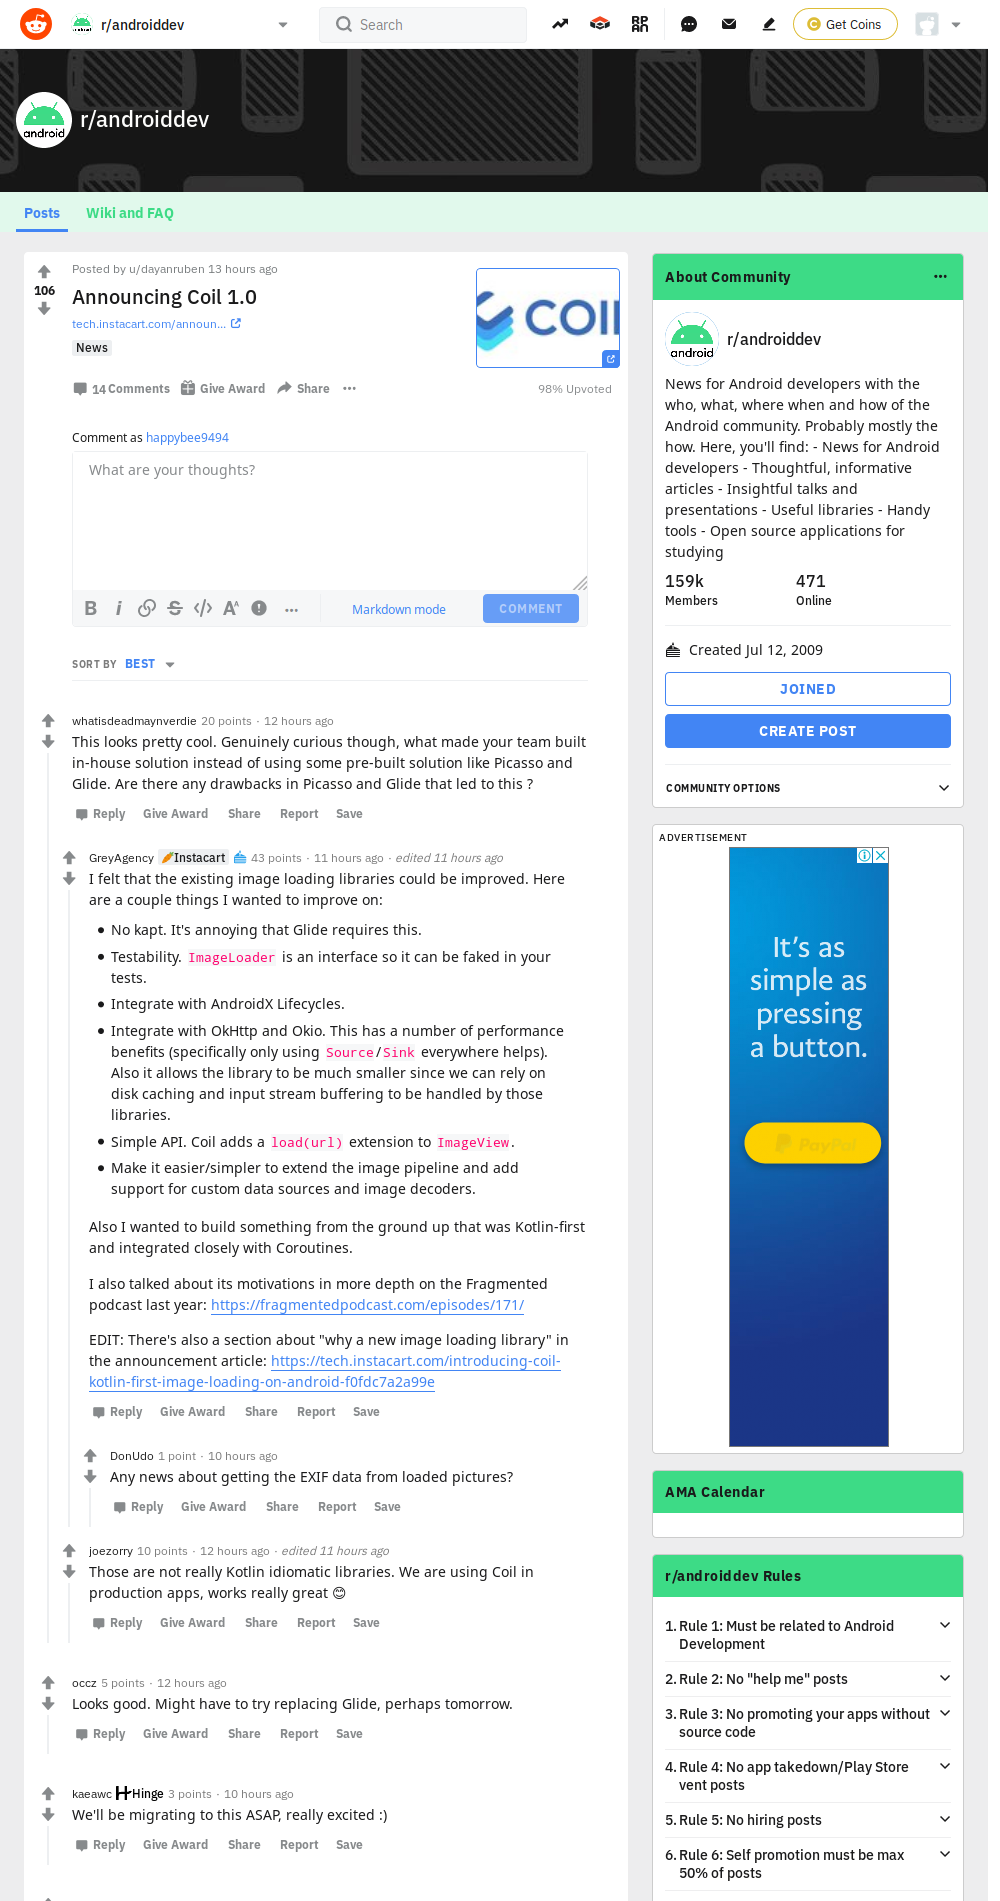 r/androiddev
Search
RP
AN
Get Coins
android
r/androiddev
Posts
Wiki and FAQ
106
Posted by u/dayanruben 13 hours ago
Announcing Coil 1.0
tech.instacart.com/announ...
News
COIL
14 Comments
Give Award
Share
98% Upvoted
Comment as happybee9494
What are your thoughts?
B i S </> A A
Markdown mode
COMMENT
SORT BY BEST
whatisdeadmaynverdie 20 points · 12 hours ago
This looks pretty cool. Genuinely curious though, what made your team built
in-house solution instead of using some pre-built solution like Picasso and
Glide. Are there any drawbacks in Picasso and Glide that led to this ?
Reply Give Award Share Report Save
GreyAgency 🥕Instacart 43 points · 11 hours ago · edited 11 hours ago
I felt that the existing image loading libraries could be improved. Here
are a couple things I wanted to improve on:
• No kapt. It's annoying that Glide requires this.
• Testability. ImageLoader is an interface so it can be faked in your
tests.
• Integrate with AndroidX Lifecycles.
• Integrate with OkHttp and Okio. This has a number of performance
benefits (specifically only using Source/Sink everywhere helps).
Also it allows the library to be much smaller since we can rely on
disk caching and input stream buffering to be handled by those
libraries.
• Simple API. Coil adds a load(url) extension to ImageView.
• Make it easier/simpler to extend the image pipeline and add
support for custom data sources and image decoders.
Also I wanted to build something from the ground up that was Kotlin-first
and integrated closely with Coroutines.
I also talked about its motivations in more depth on the Fragmented
podcast last year: https://fragmentedpodcast.com/episodes/171/
EDIT: There's also a section about "why a new image loading library" in
the announcement article: https://tech.instacart.com/introducing-coil-
kotlin-first-image-loading-on-android-f0fdc7a2a99e
Reply Give Award Share Report Save
DonUdo 1 point · 10 hours ago
Any news about getting the EXIF data from loaded pictures?
Reply Give Award Share Report Save
joezorry 10 points · 12 hours ago · edited 11 hours ago
Those are not really Kotlin idiomatic libraries. We are using Coil in
production apps, works really great 😊
Reply Give Award Share Report Save
occz 5 points · 12 hours ago
Looks good. Might have to try replacing Glide, perhaps tomorrow.
Reply Give Award Share Report Save
kaeawc Hinge 3 points · 10 hours ago
We'll be migrating to this ASAP, really excited :)
Reply Give Award Share Report Save
About Community
android
r/androiddev
News for Android developers with the
who, what, where when and how of the
Android community. Probably mostly the
how. Here, you'll find: - News for Android
developers - Thoughtful, informative
articles - Insightful talks and
presentations - Useful libraries - Handy
tools - Open source applications for
studying
159k
Members
471
Online
Created Jul 12, 2009
JOINED
CREATE POST
COMMUNITY OPTIONS
ADVERTISEMENT
It's as
simple as
pressing
a button.
PayPal
AMA Calendar
r/androiddev Rules
1. Rule 1: Must be related to Android
Development
2. Rule 2: No "help me" posts
3. Rule 3: No promoting your apps without
source code
4. Rule 4: No app takedown/Play Store
vent posts
5. Rule 5: No hiring posts
6. Rule 6: Self promotion must be max
50% of posts